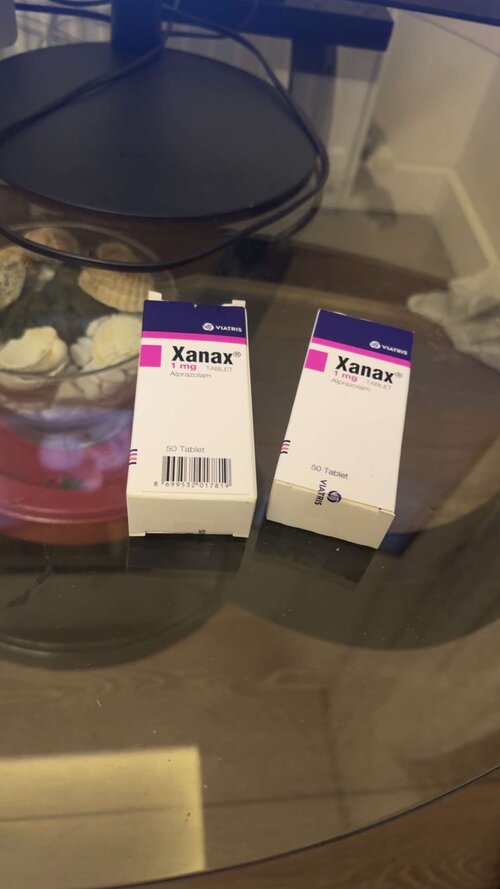 VIATRIS
Xanax®
1 mg TABLET
Alprazolam
50 Tablet
8 699532 017819
VIATRIS
Xanax®
1 mg TABLET
Alprazolam
50 Tablet
VIATRIS